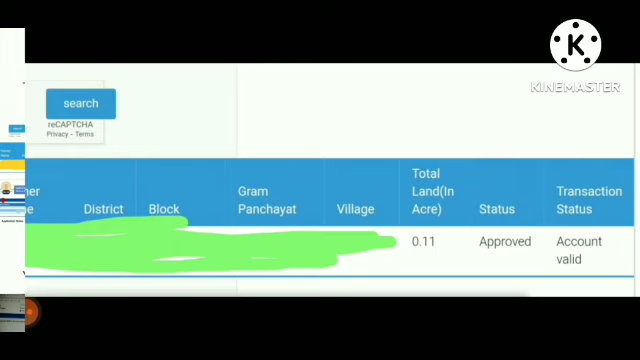 K
KINEMASTER
search
reCAPTCHA
Privacy - Terms
District
Block
Gram
Panchayat
Village
Total
Land(In
Acre)
Status
Transaction
Status
0.11
Approved
Account
valid